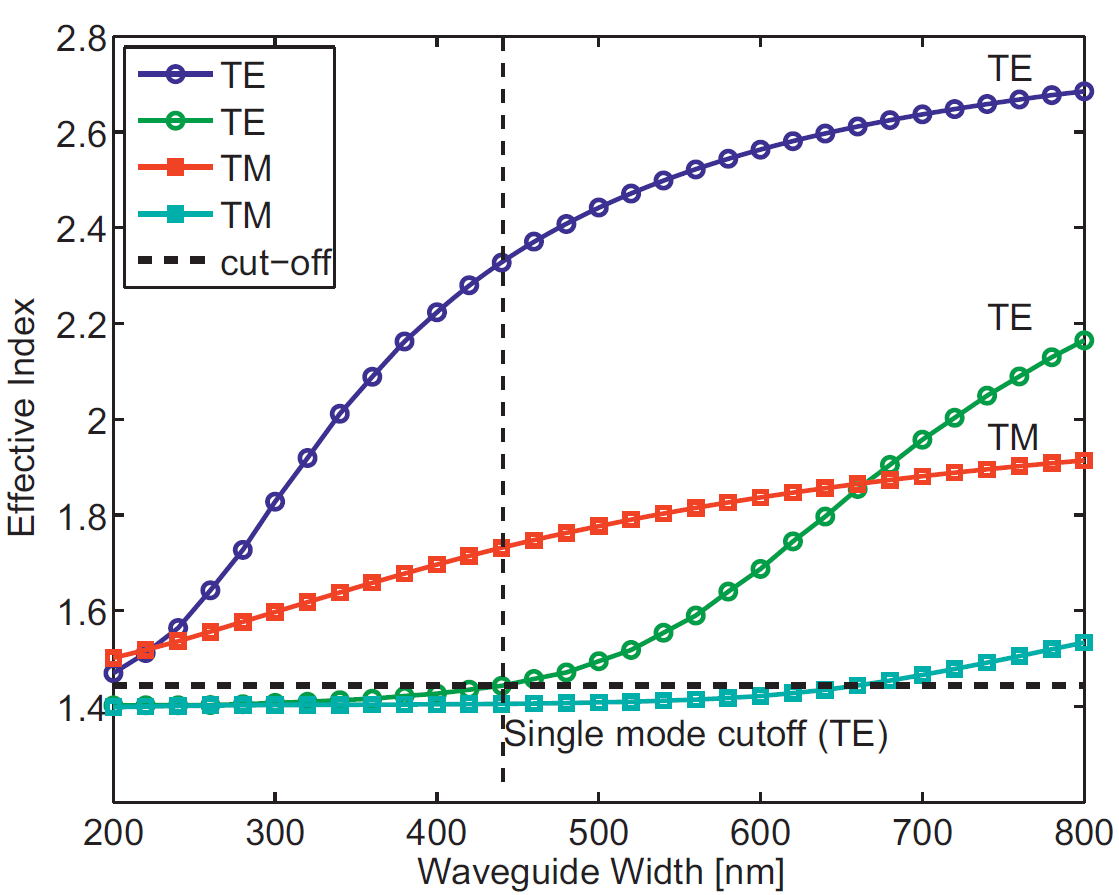 2.8
2.6
2.4
2.2
2
1.8
1.6
1.4
Effective Index
TE
TE
TM
TM
cut−off
TE
TE
TM
Single mode cutoff (TE)
200 300 400 500 600 700 800
Waveguide Width [nm]